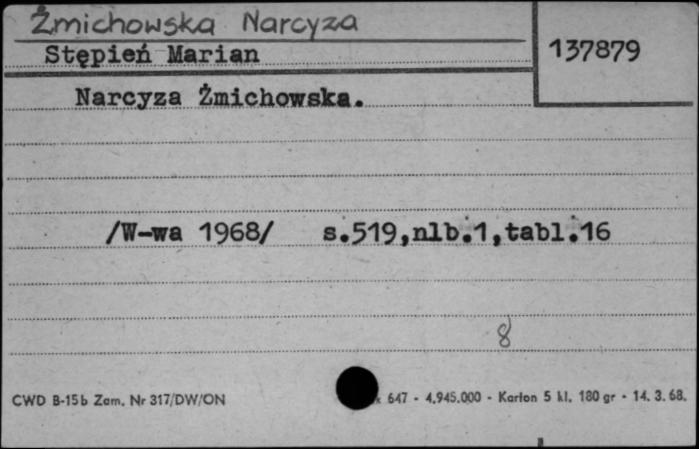 Żmichowska Narcyza
Stępień Marian
137879
Narcyza Żmichowska.
/W-wa 1968/ s.519,nlb.1,tabl.16
8
CWD B-15b Zam. Nr 317/DW/ON
647 - 4.945.000 - Karton 5 kl. 180 gr - 14. 3. 68.